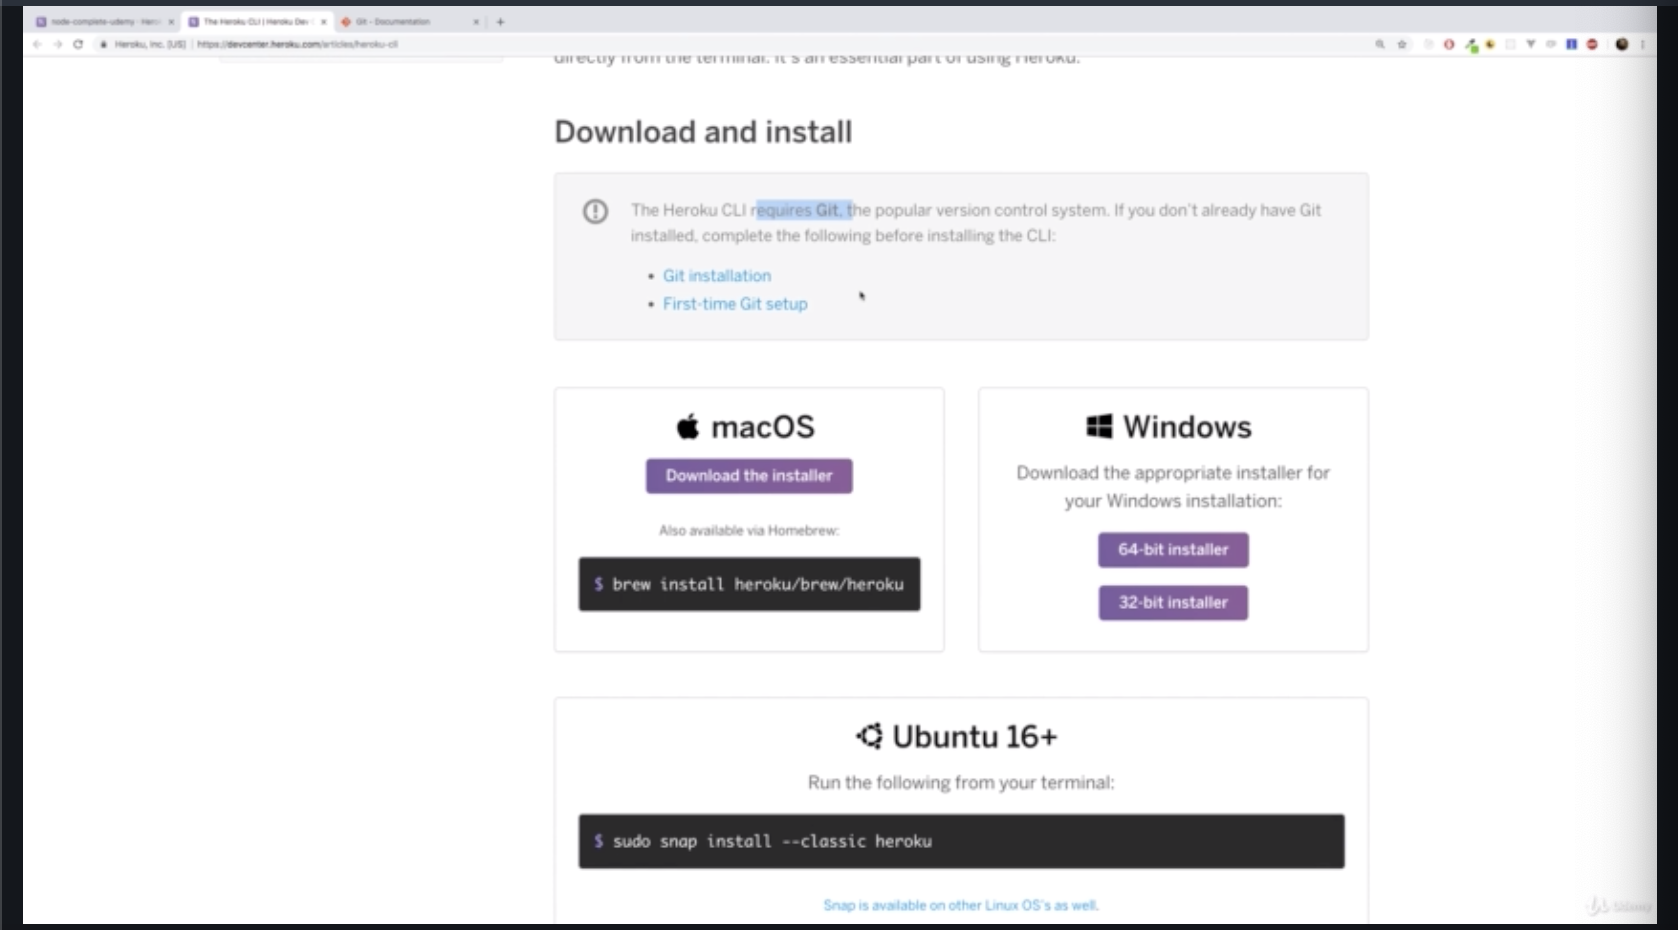 node-complete-udemy · Hero
The Heroku CLI | Heroku Dev
Git - Documentation
Heroku, Inc. [US] | https://devcenter.heroku.com/articles/heroku-cli
directly from the terminal. It's an essential part of using Heroku.
Download and install
The Heroku CLI requires Git, the popular version control system. If you don't already have Git
installed, complete the following before installing the CLI:
• Git installation
• First-time Git setup
macOS
Download the installer
Also available via Homebrew:
$ brew install heroku/brew/heroku
Windows
Download the appropriate installer for
your Windows installation:
64-bit installer
32-bit installer
Ubuntu 16+
Run the following from your terminal:
$ sudo snap install --classic heroku
Snap is available on other Linux OS's as well.
Udemy